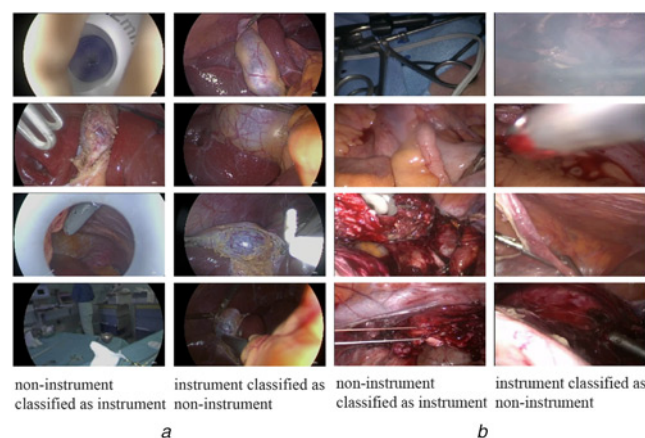 non-instrument
classified as instrument
instrument classified as
non-instrument
non-instrument
classified as instrument
instrument classified as
non-instrument
a
b